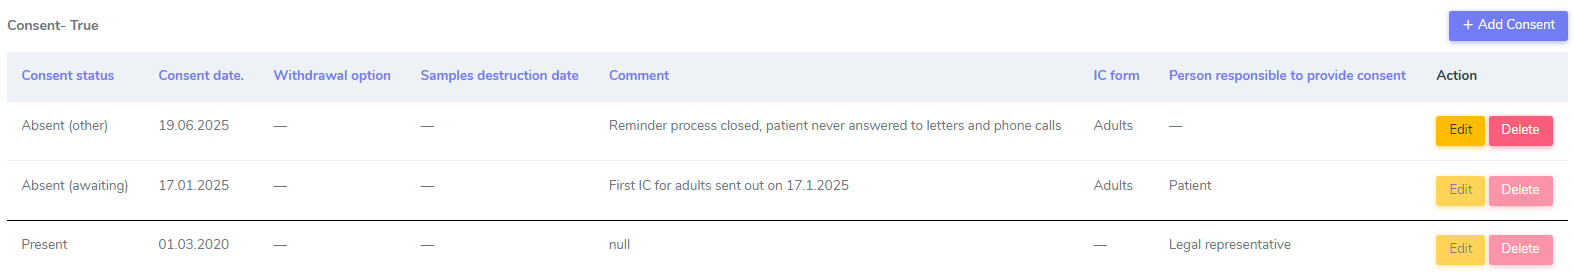 Consent- True
+ Add Consent
Consent status Consent date. Withdrawal option Samples destruction date Comment IC form Person responsible to provide consent Action
Absent (other) 19.06.2025 — — Reminder process closed, patient never answered to letters and phone calls Adults — Edit Delete
Absent (awaiting) 17.01.2025 — — First IC for adults sent out on 17.1.2025 Adults Patient Edit Delete
Present 01.03.2020 — — null — Legal representative Edit Delete